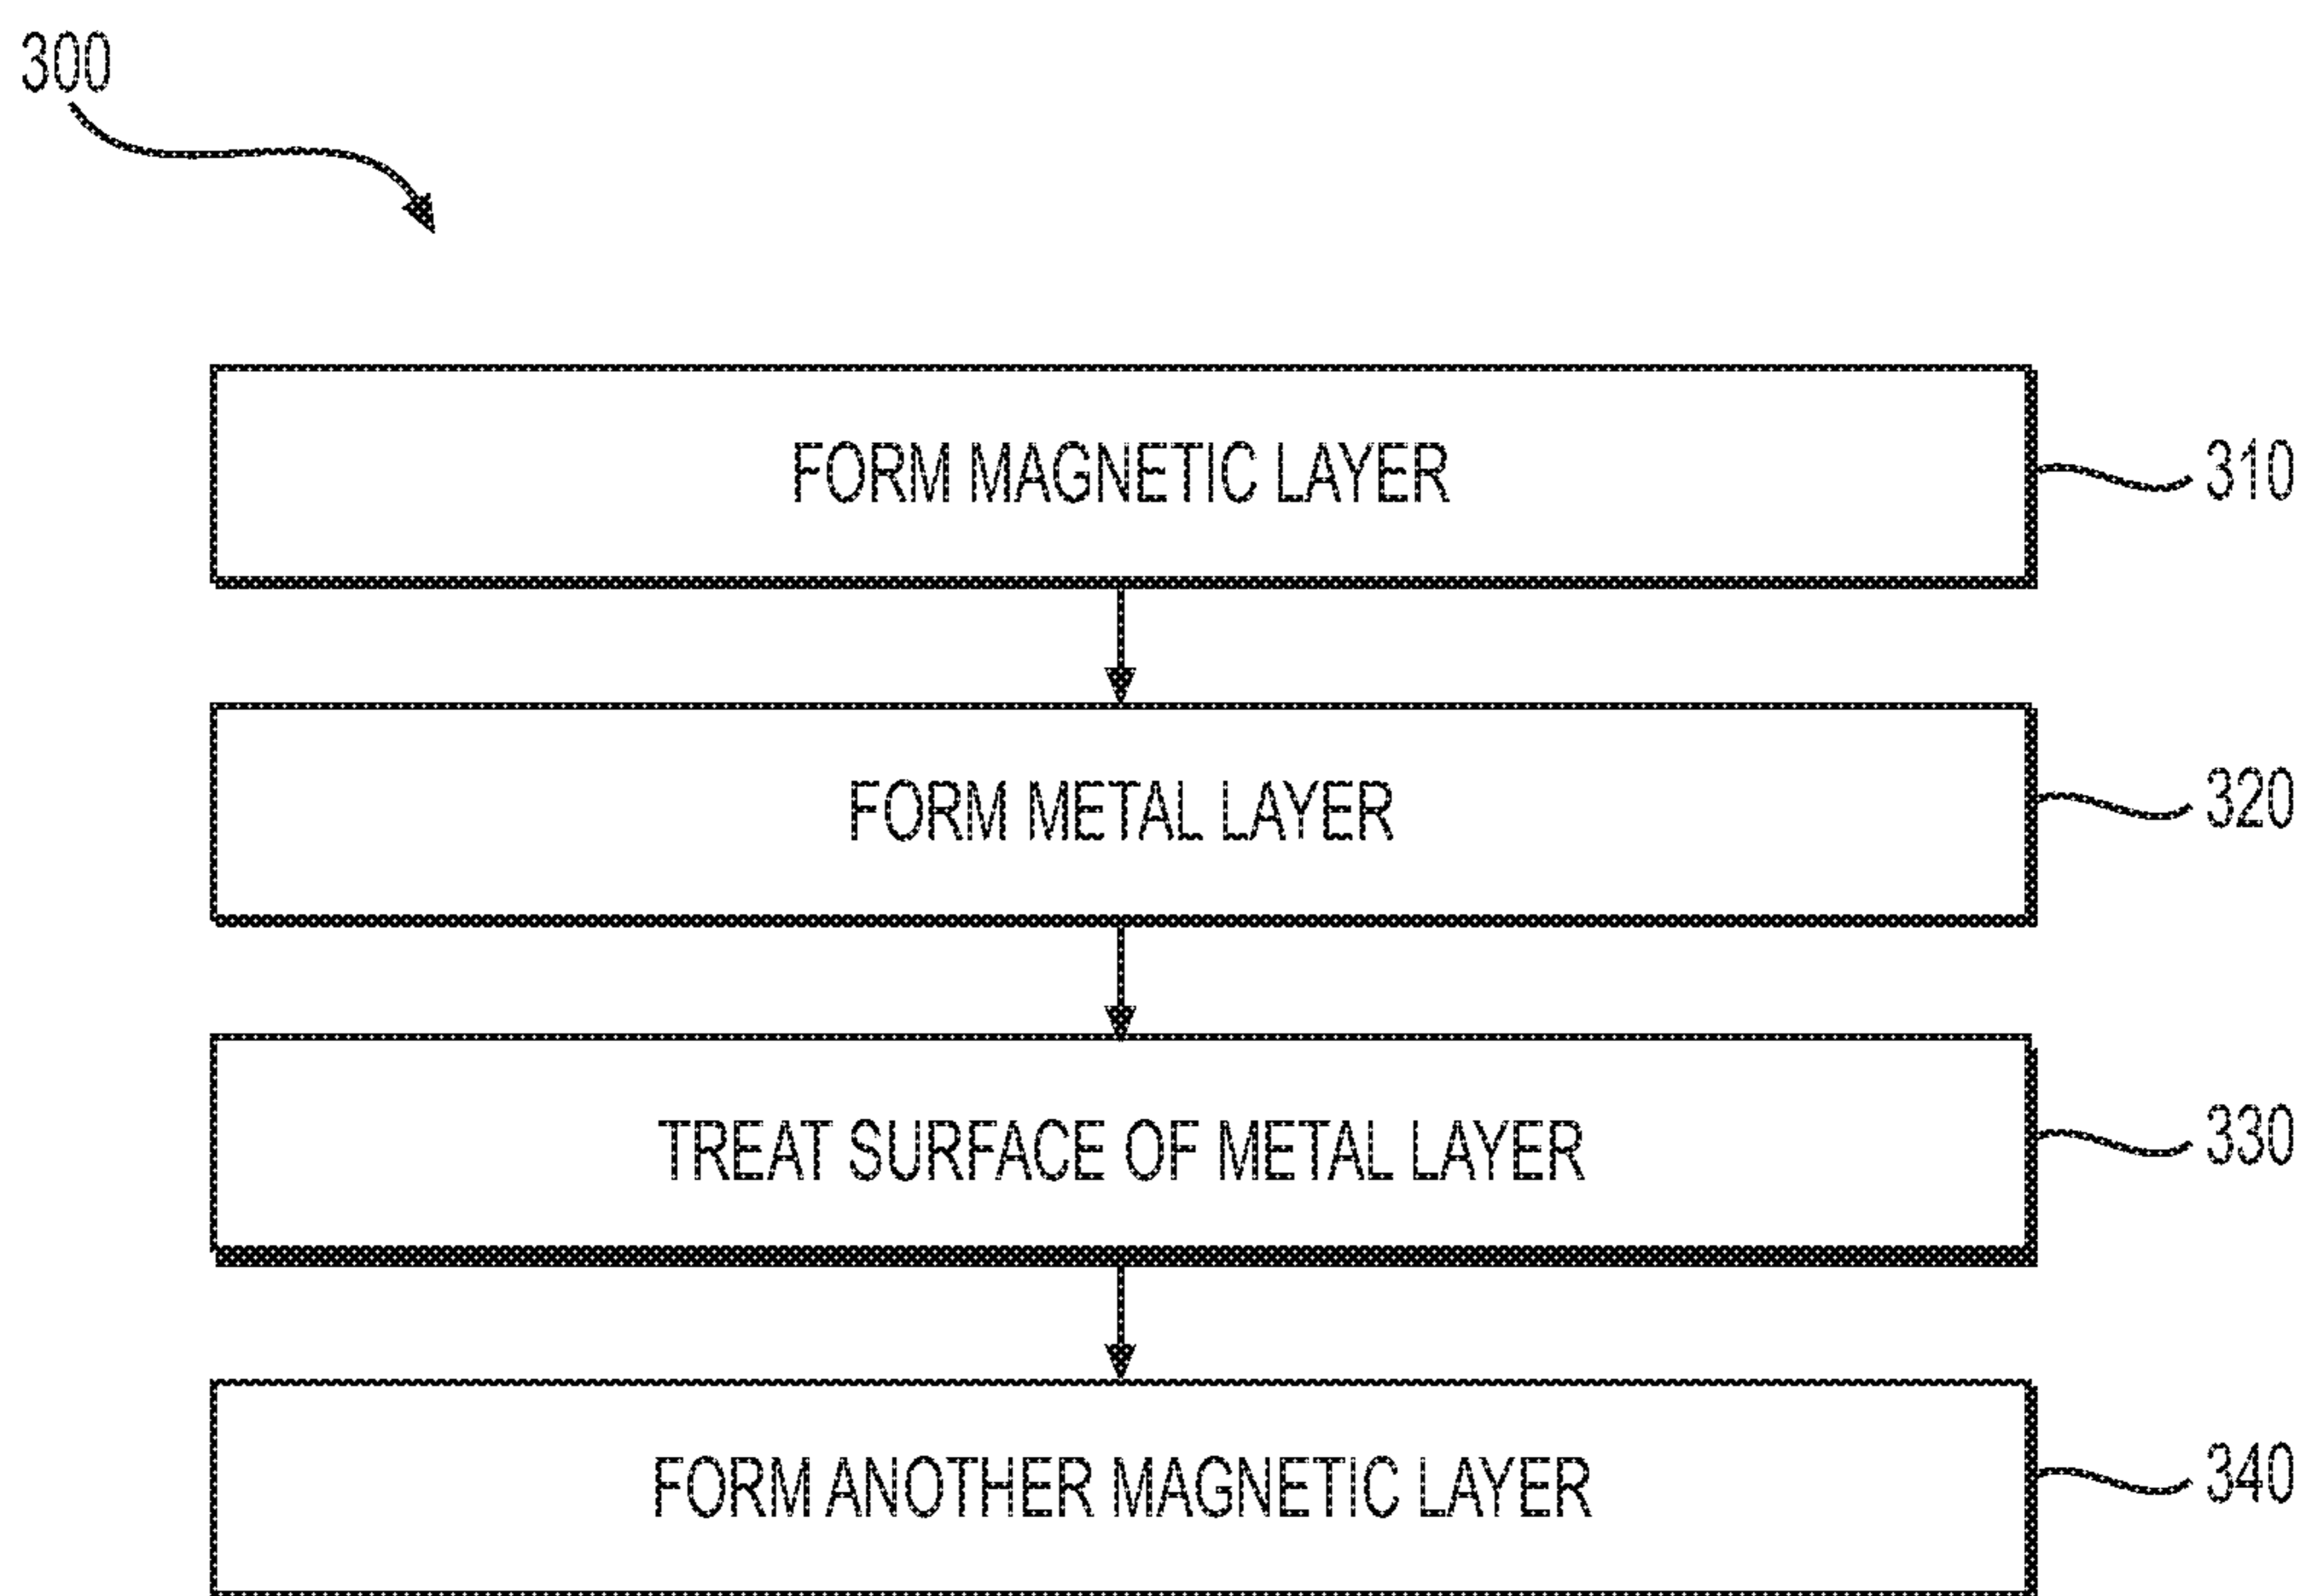 300
FORM MAGNETIC LAYER
310
FORM METAL LAYER
320
TREAT SURFACE OF METAL LAYER
330
FORM ANOTHER MAGNETIC LAYER
340